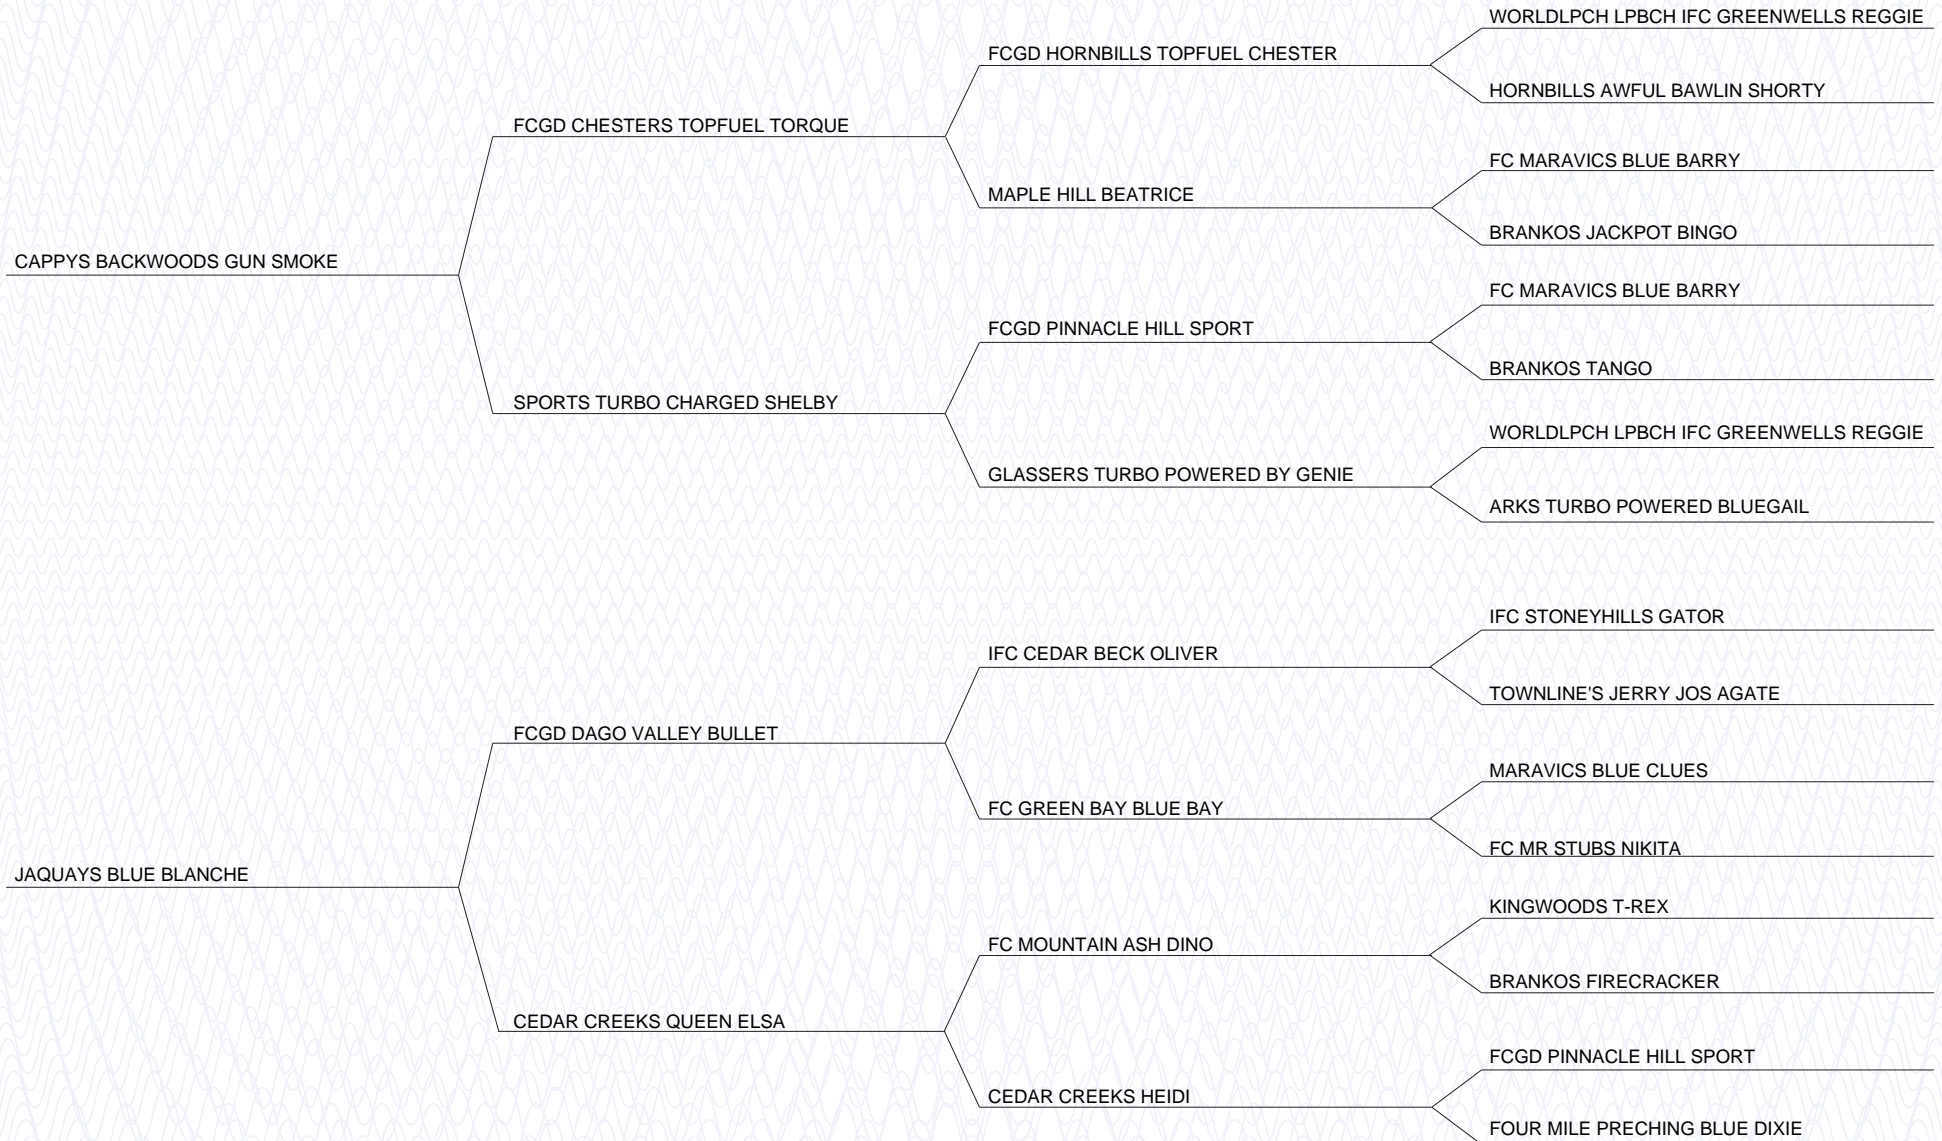 WORLDLPCH LPBCH IFC GREENWELLS REGGIE
FCGD HORNBILLS TOPFUEL CHESTER
HORNBILLS AWFUL BAWLIN SHORTY
FCGD CHESTERS TOPFUEL TORQUE
FC MARAVICS BLUE BARRY
MAPLE HILL BEATRICE
BRANKOS JACKPOT BINGO
CAPPYS BACKWOODS GUN SMOKE
FC MARAVICS BLUE BARRY
FCGD PINNACLE HILL SPORT
BRANKOS TANGO
SPORTS TURBO CHARGED SHELBY
WORLDLPCH LPBCH IFC GREENWELLS REGGIE
GLASSERS TURBO POWERED BY GENIE
ARKS TURBO POWERED BLUEGAIL
IFC STONEYHILLS GATOR
IFC CEDAR BECK OLIVER
TOWNLINE'S JERRY JOS AGATE
FCGD DAGO VALLEY BULLET
MARAVICS BLUE CLUES
FC GREEN BAY BLUE BAY
FC MR STUBS NIKITA
JAQUAYS BLUE BLANCHE
KINGWOODS T-REX
FC MOUNTAIN ASH DINO
BRANKOS FIRECRACKER
CEDAR CREEKS QUEEN ELSA
FCGD PINNACLE HILL SPORT
CEDAR CREEKS HEIDI
FOUR MILE PRECHING BLUE DIXIE